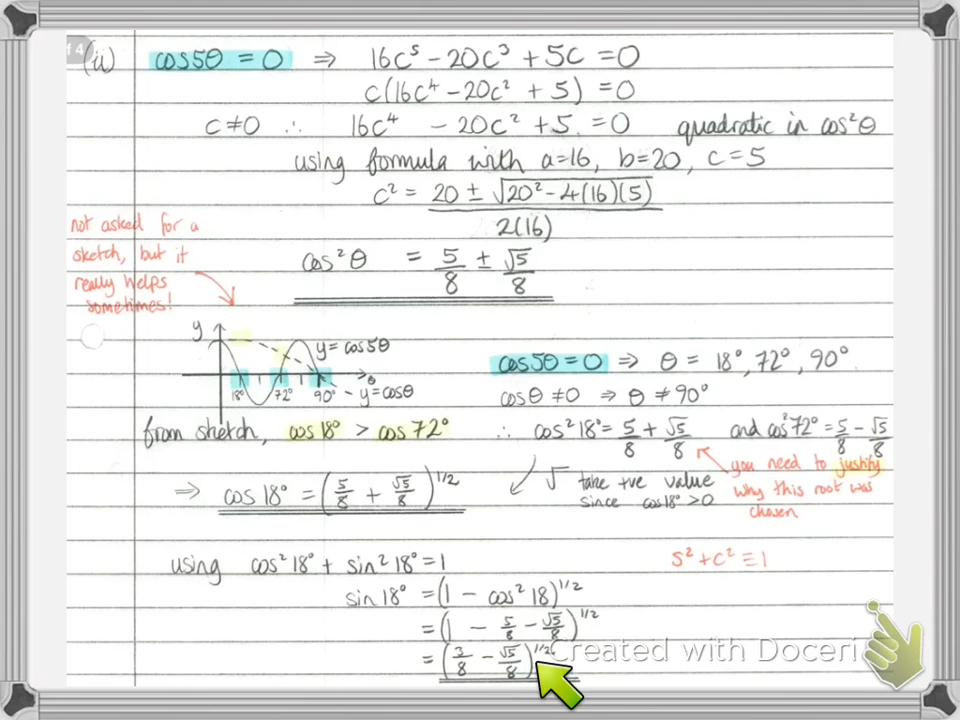 f 4
(ii) cos5θ = 0 ⇒ 16c⁵ - 20c³ + 5c = 0
c(16c⁴ - 20c² + 5) = 0
c ≠ 0 ∴ 16c⁴ - 20c² + 5 = 0 quadratic in cos²θ
using formula with a=16, b=20, c=5
c² = (20 ± √(20² - 4(16)(5))) / 2(16)
not asked for a
sketch, but it
really helps
sometimes!
cos²θ = 5/8 ± √5/8
y
y = cos5θ
θ
18° 72° 90° y=cosθ
cos5θ = 0 ⇒ θ = 18°, 72°, 90°
cosθ ≠ 0 ⇒ θ ≠ 90°
from sketch, cos18° > cos72° ∴ cos²18° = 5/8 + √5/8 and cos²72° = 5/8 - √5/8
you need to justify
why this root was
chosen
⇒ cos18° = (5/8 + √5/8)^1/2
√ take +ve value
since cos18° > 0
using cos²18° + sin²18° = 1
s² + c² ≡ 1
sin18° = (1 - cos²18)^1/2
= (1 - 5/8 - √5/8)^1/2
= (3/8 - √5/8)^1/2
Created with Doceri